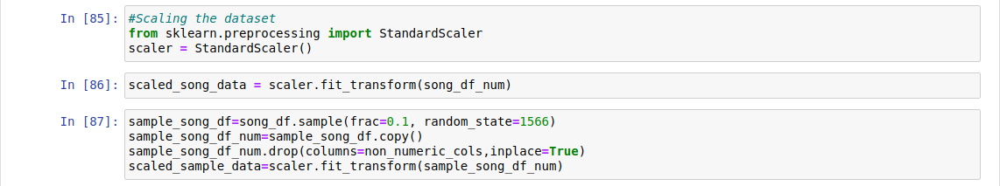 In [85]: #Scaling the dataset
from sklearn.preprocessing import StandardScaler
scaler = StandardScaler()
In [86]: scaled_song_data = scaler.fit_transform(song_df_num)
In [87]: sample_song_df=song_df.sample(frac=0.1, random_state=1566)
sample_song_df_num=sample_song_df.copy()
sample_song_df_num.drop(columns=non_numeric_cols,inplace=True)
scaled_sample_data=scaler.fit_transform(sample_song_df_num)